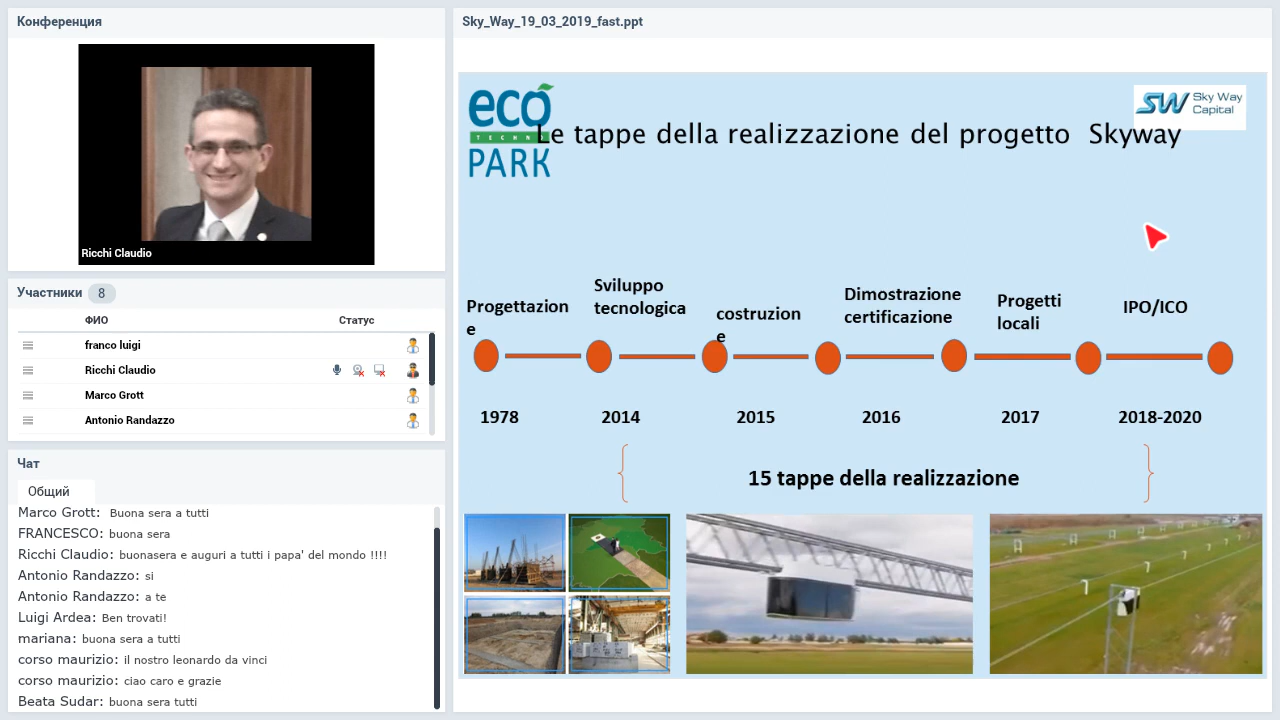 Конференция
Ricchi Claudio
Участники 8
ФИО Статус
franco luigi
Ricchi Claudio
Marco Grott
Antonio Randazzo
Чат
Общий
Marco Grott: Buona sera a tutti
FRANCESCO: buona sera
Ricchi Claudio: buonasera e auguri a tutti i papa' del mondo !!!!
Antonio Randazzo: si
Antonio Randazzo: a te
Luigi Ardea: Ben trovati!
mariana: buona sera a tutti
corso maurizio: il nostro leonardo da vinci
corso maurizio: ciao caro e grazie
Beata Sudar: buona sera tutti
Sky_Way_19_03_2019_fast.ppt
eco
TECHNO
PARK
SW Sky Way
Capital
Le tappe della realizzazione del progetto Skyway
Progettazion
e
Sviluppo
tecnologica
costruzion
e
Dimostrazione
certificazione
Progetti
locali
IPO/ICO
1978 2014 2015 2016 2017 2018-2020
15 tappe della realizzazione